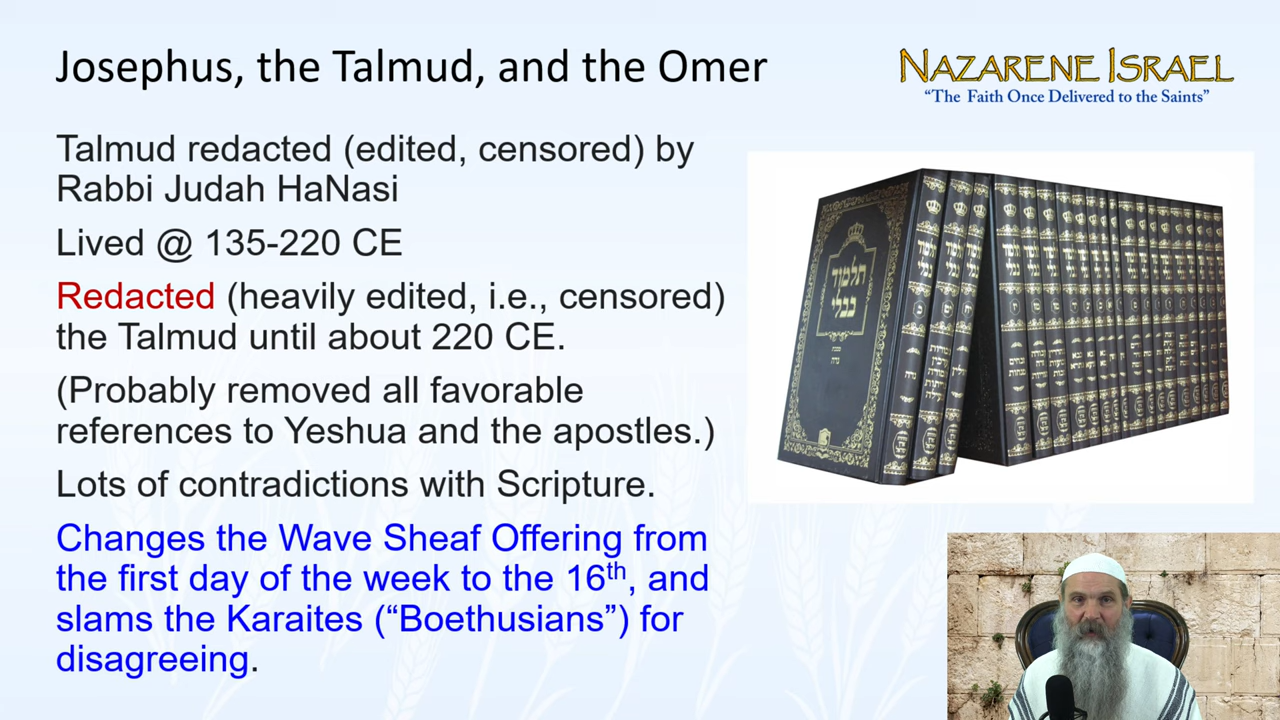 Josephus, the Talmud, and the Omer
NAZARENE ISRAEL
“The Faith Once Delivered to the Saints”
Talmud redacted (edited, censored) by
Rabbi Judah HaNasi
Lived @ 135-220 CE
Redacted (heavily edited, i.e., censored)
the Talmud until about 220 CE.
(Probably removed all favorable
references to Yeshua and the apostles.)
Lots of contradictions with Scripture.
Changes the Wave Sheaf Offering from
the first day of the week to the 16th, and
slams the Karaites (“Boethusians”) for
disagreeing.
תלמוד
בבלי
מסכת
נדה